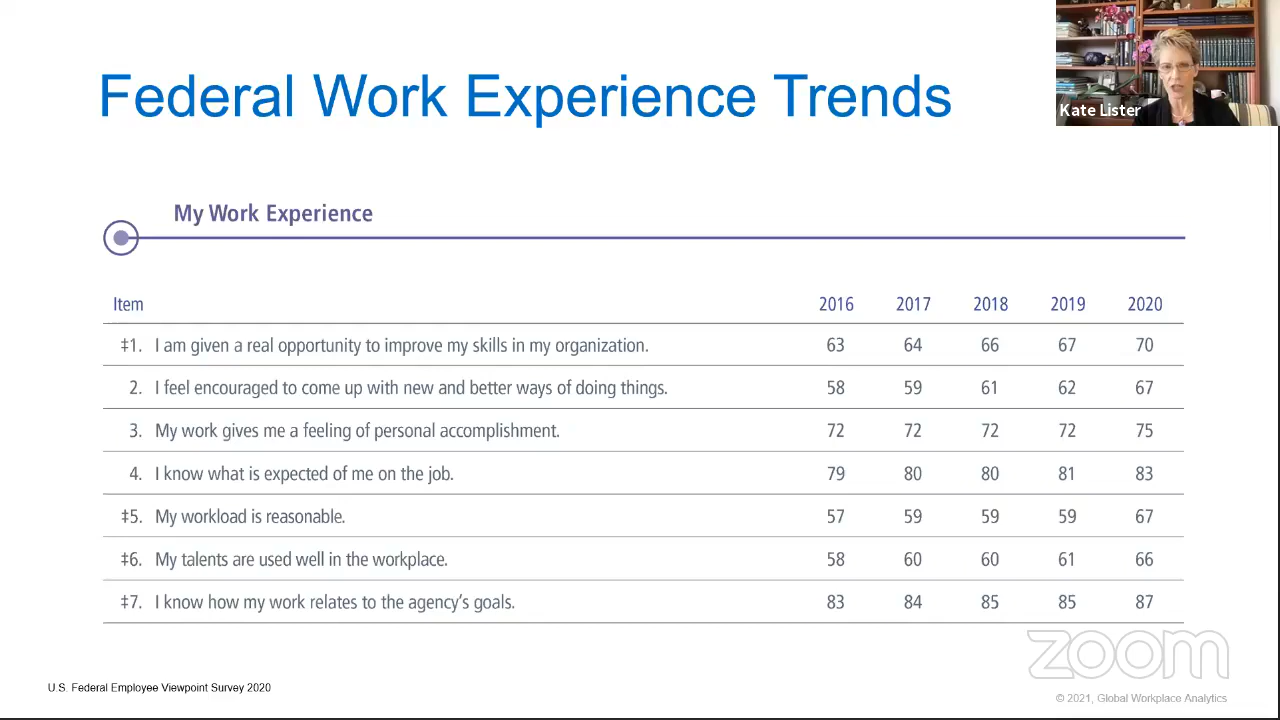 Federal Work Experience Trends
Kate Lister
My Work Experience
Item 2016 2017 2018 2019 2020
‡1. I am given a real opportunity to improve my skills in my organization. 63 64 66 67 70
2. I feel encouraged to come up with new and better ways of doing things. 58 59 61 62 67
3. My work gives me a feeling of personal accomplishment. 72 72 72 72 75
4. I know what is expected of me on the job. 79 80 80 81 83
‡5. My workload is reasonable. 57 59 59 59 67
‡6. My talents are used well in the workplace. 58 60 60 61 66
‡7. I know how my work relates to the agency's goals. 83 84 85 85 87
zoom
U.S. Federal Employee Viewpoint Survey 2020
© 2021, Global Workplace Analytics